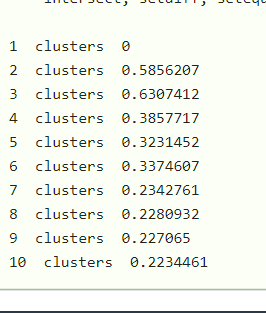 intersect, setdiff, setequ
1  clusters  0
2  clusters  0.5856207
3  clusters  0.6307412
4  clusters  0.3857717
5  clusters  0.3231452
6  clusters  0.3374607
7  clusters  0.2342761
8  clusters  0.2280932
9  clusters  0.227065
10  clusters  0.2234461